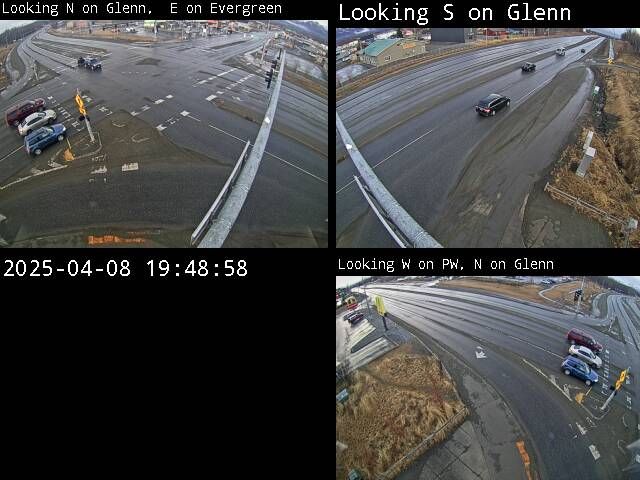 Looking N on Glenn,  E on Evergreen
Looking S on Glenn
2025-04-08 19:48:58
Looking W on PW, N on Glenn